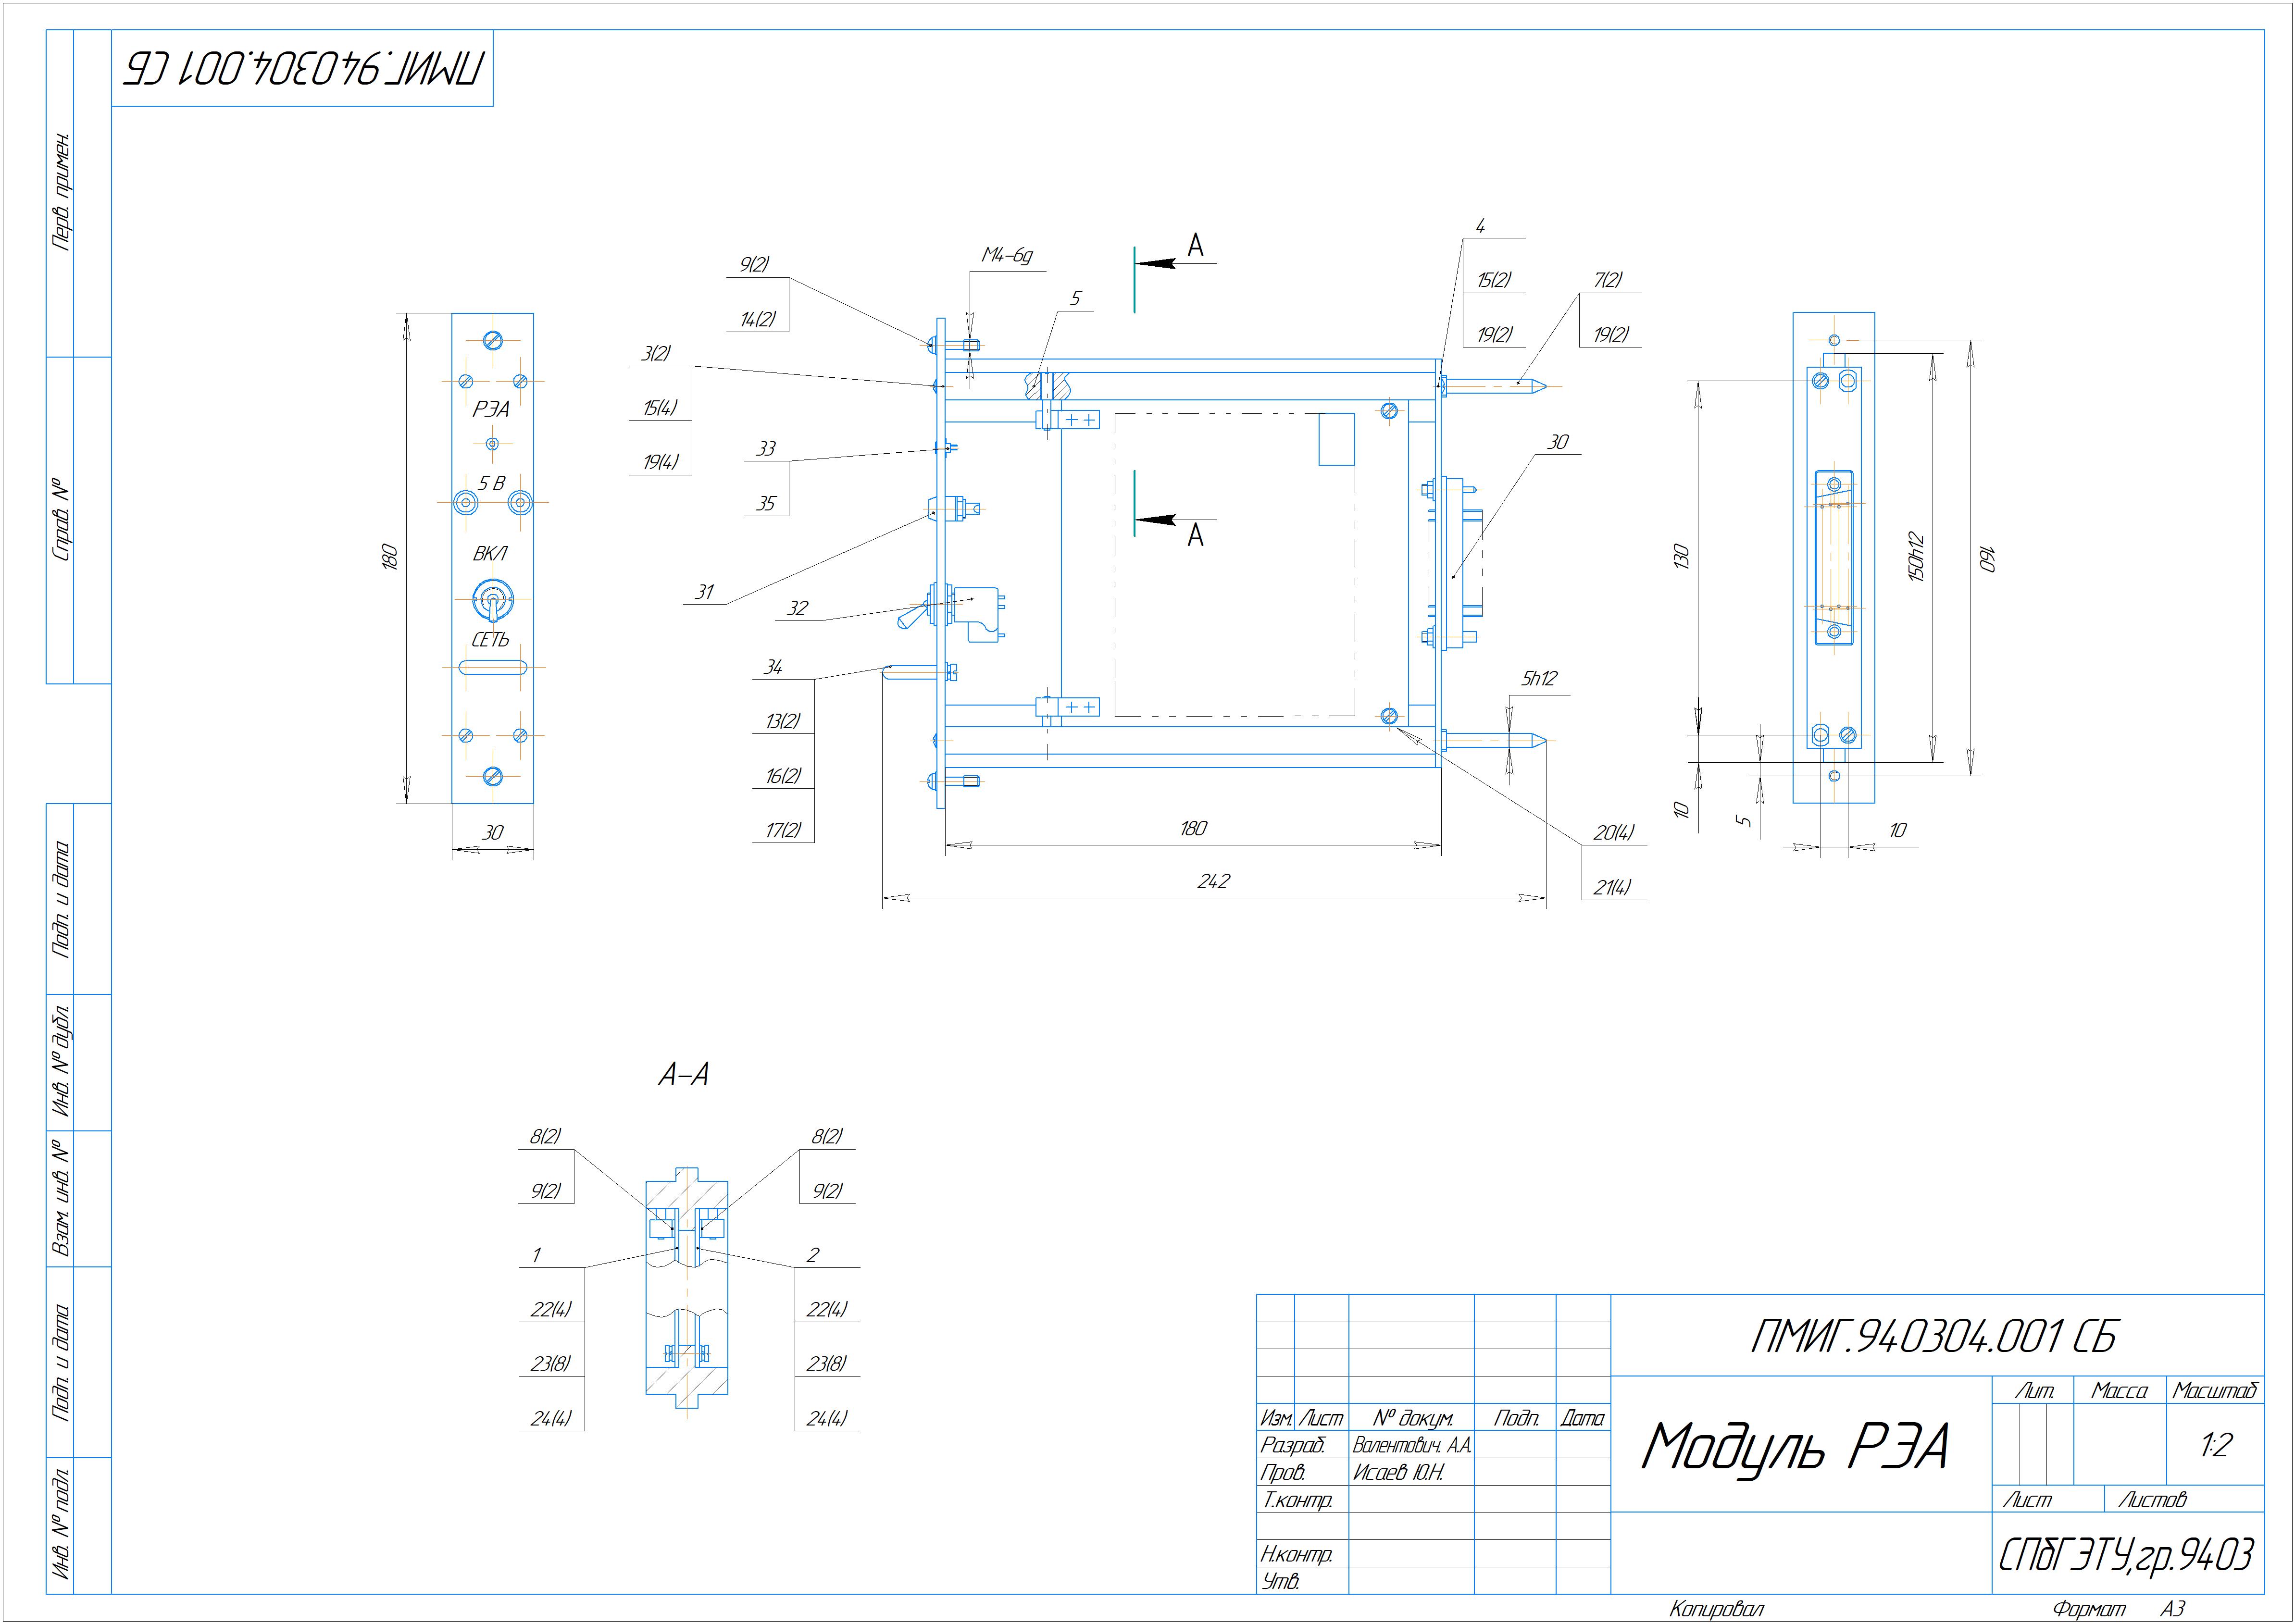 ПМИГ.940304.001 СБ
Перв. примен.
Справ. №
Подп. и дата
Инв. № дубл.
Взам. инв. №
Подп. и дата
Инв. № подл.
РЭА
5 В
ВКЛ
СЕТЬ
180
30
9(2)
14(2)
М4-6g
5
3(2)
15(4)
19(4)
33
35
31
32
34
13(2)
16(2)
17(2)
А
А
4
15(2)
19(2)
7(2)
19(2)
30
5h12
20(4)
21(4)
180
242
130
150h12
160
10
5
10
А-А
8(2)
9(2)
1
22(4)
23(8)
24(4)
8(2)
9(2)
2
22(4)
23(8)
24(4)
ПМИГ.940304.001 СБ
Изм. Лист № докум. Подп. Дата
Разраб. Валентович. А.А.
Пров. Исаев Ю.Н.
Т.контр.
Н.контр.
Утв.
Модуль РЭА
Лит. Масса Масштаб
1:2
Лист Листов
СПбГЭТУ,гр.9403
Копировал Формат А3